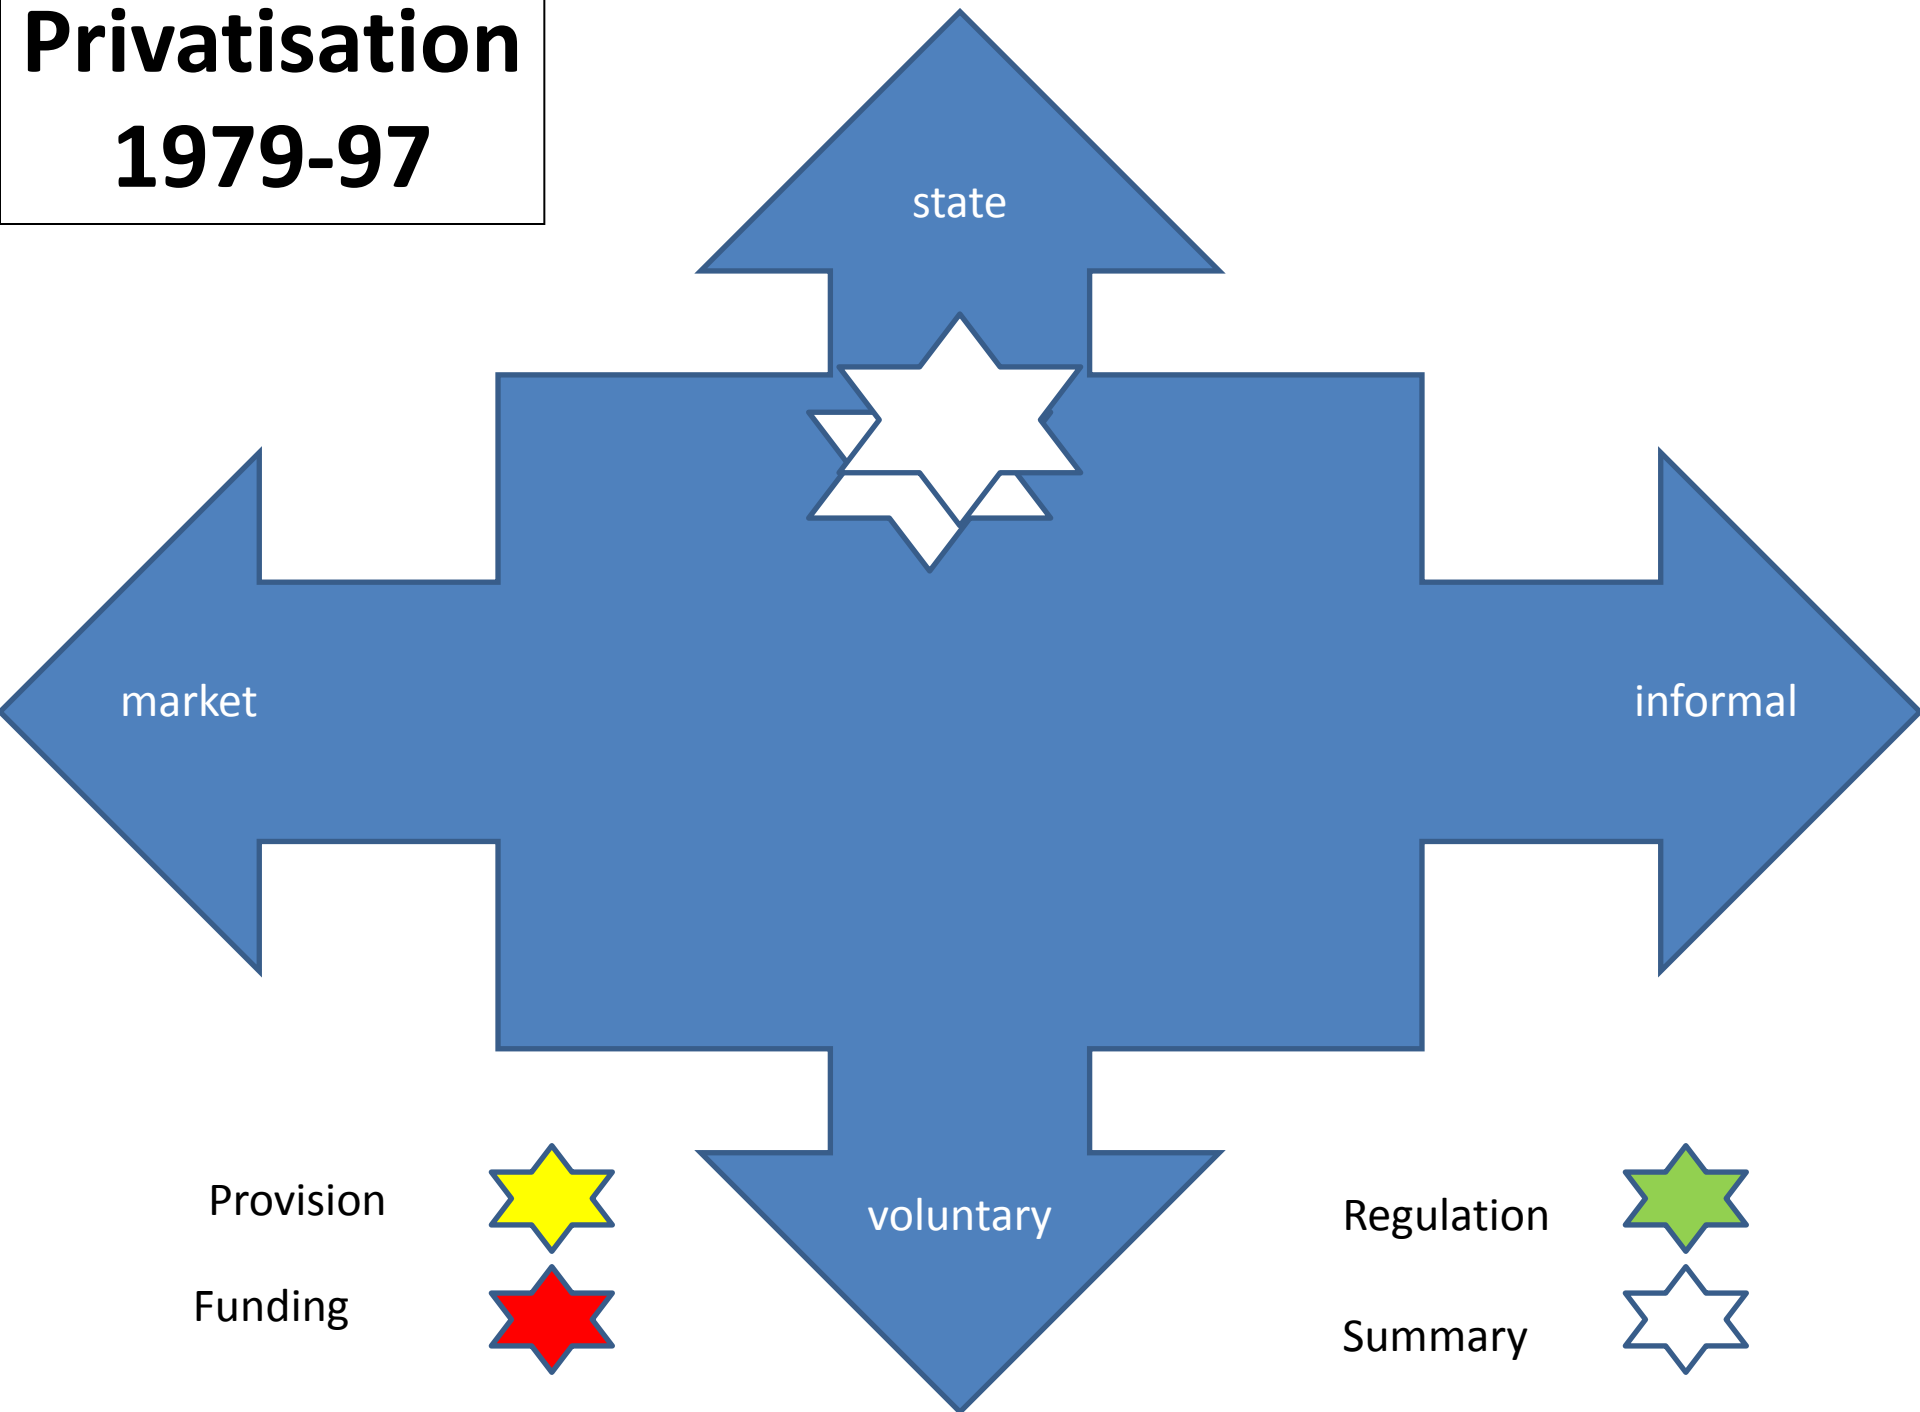 Privatisation
1979-97
state
market
informal
voluntary
Provision
Funding
Regulation
Summary